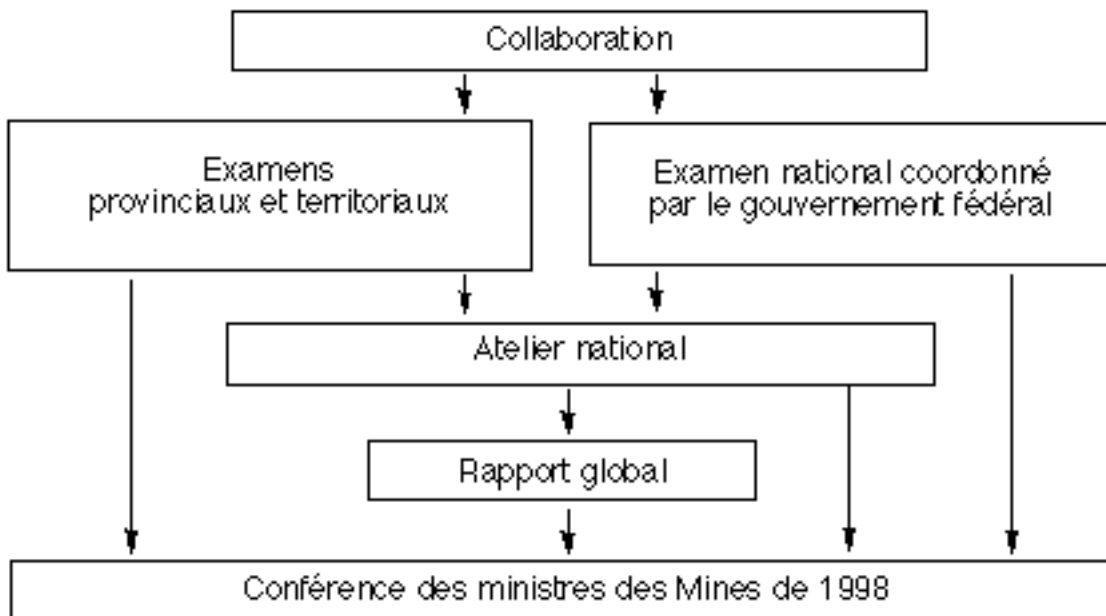 Collaboration
Examens
provinciaux et territoriaux
Examen national coordonné
par le gouvernement fédéral
Atelier national
Rapport global
Conférence des ministres des Mines de 1998